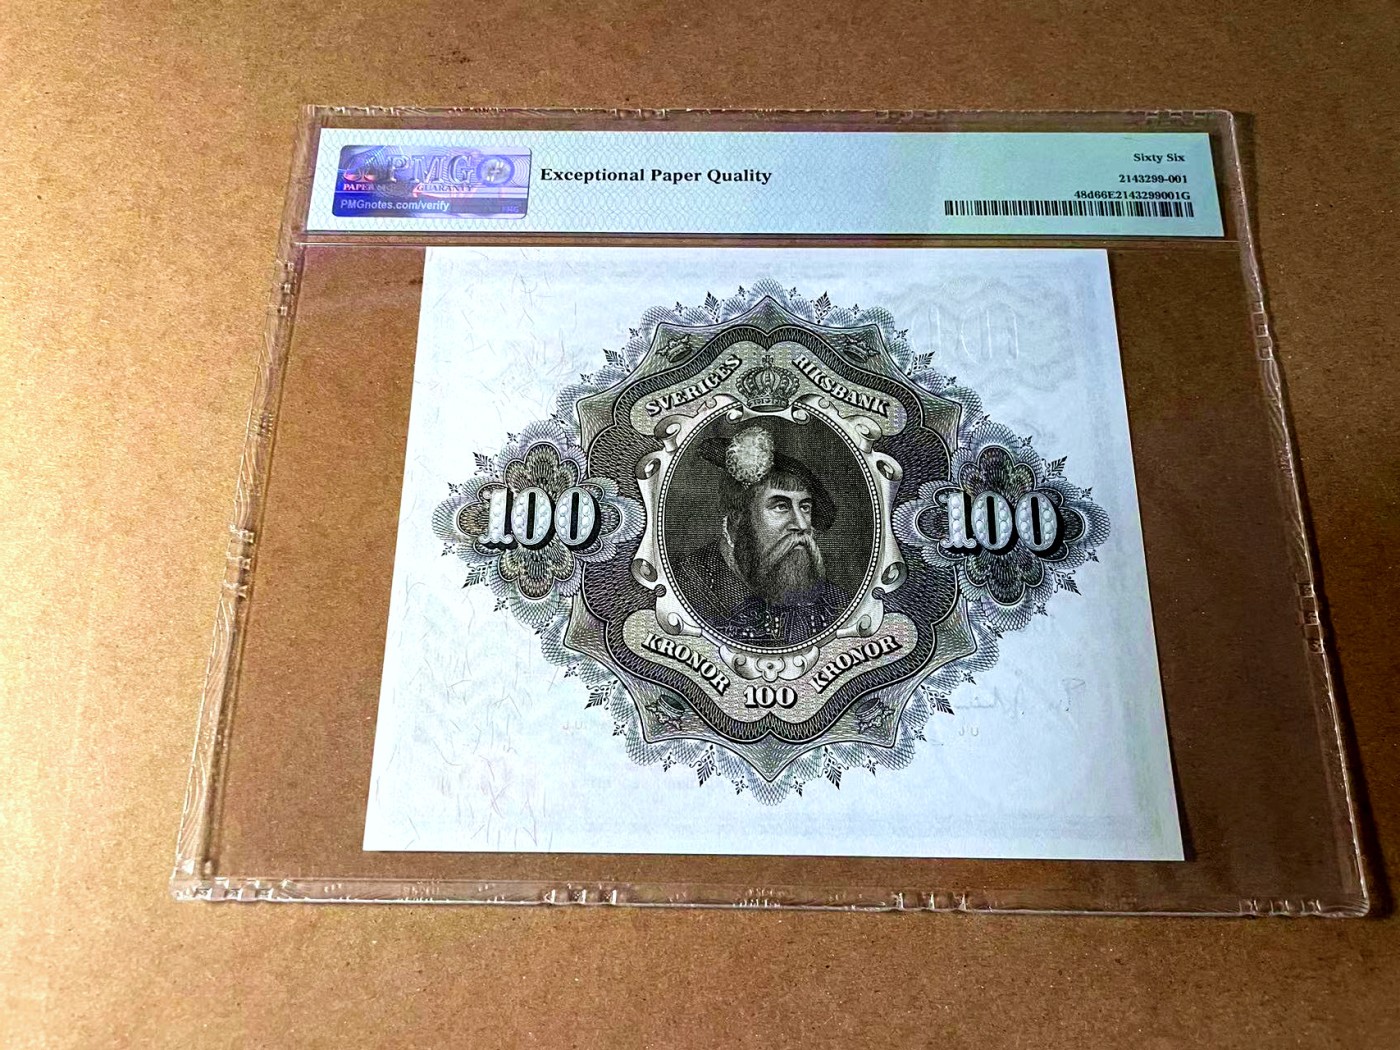 PMG
PAPER MONEY GUARANTY
PMGnotes.com/verify
Exceptional Paper Quality
Sixty Six
2143299-001
48d66E2143299001G
SVERIGES RIKSBANK
100
100
KRONOR
100
KRONOR